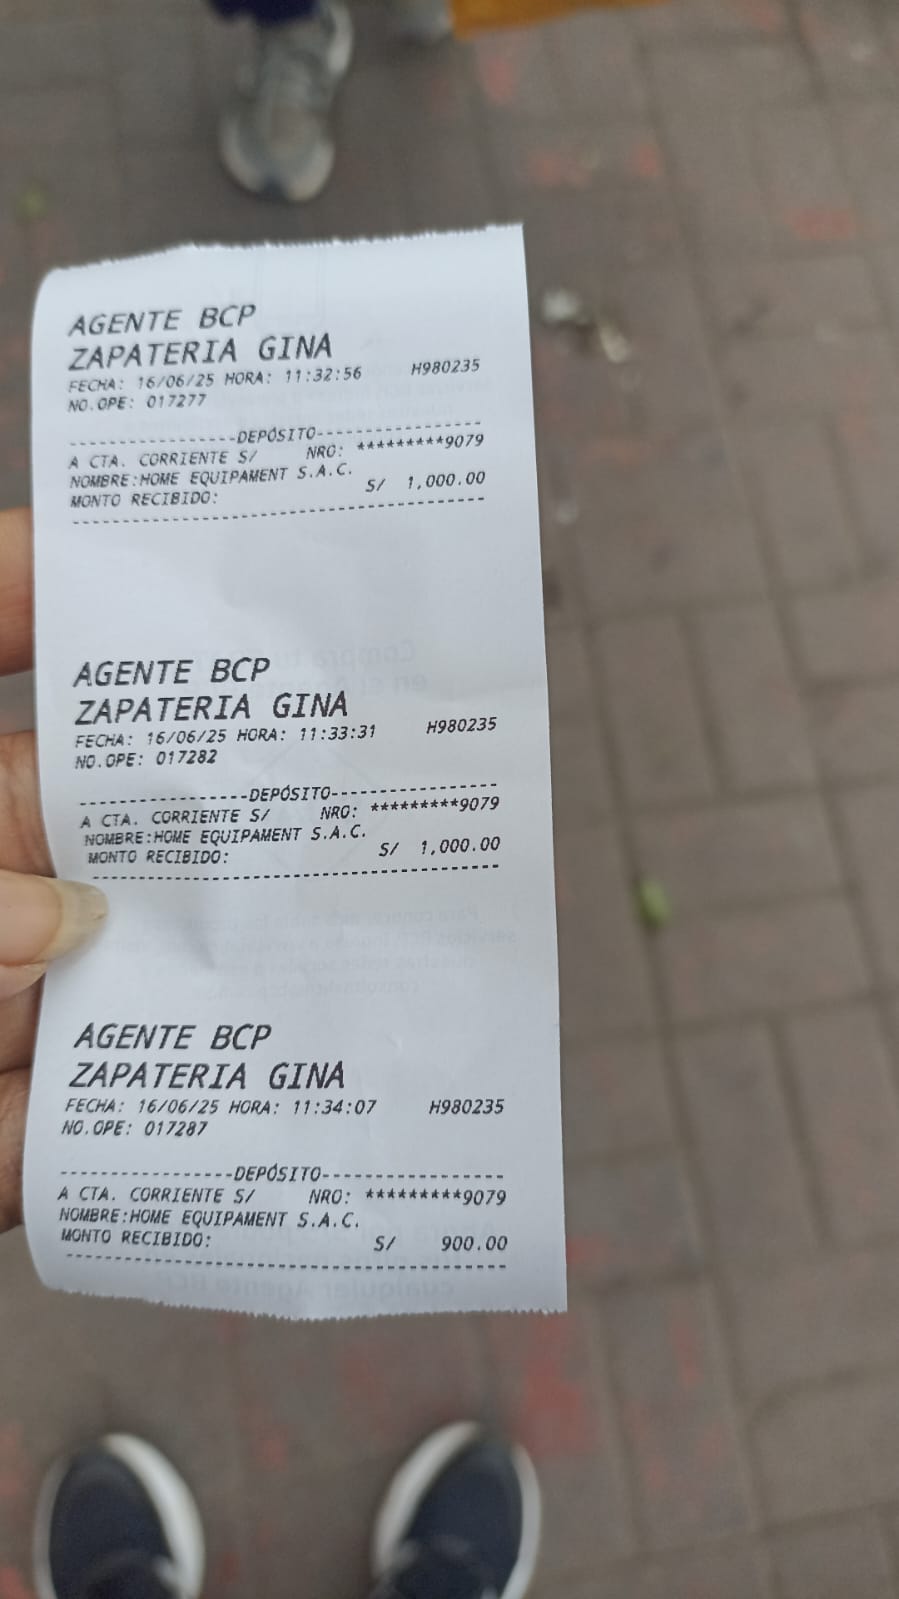 AGENTE BCP
ZAPATERIA GINA
FECHA: 16/06/25 HORA: 11:32:56 H980235
NO.OPE: 017277
-----------------DEPÓSITO-----------------
A CTA. CORRIENTE S/ NRO: *********9079
NOMBRE:HOME EQUIPAMENT S.A.C.
MONTO RECIBIDO: S/ 1,000.00
AGENTE BCP
ZAPATERIA GINA
FECHA: 16/06/25 HORA: 11:33:31 H980235
NO.OPE: 017282
-----------------DEPÓSITO-----------------
A CTA. CORRIENTE S/ NRO: *********9079
NOMBRE:HOME EQUIPAMENT S.A.C.
MONTO RECIBIDO: S/ 1,000.00
AGENTE BCP
ZAPATERIA GINA
FECHA: 16/06/25 HORA: 11:34:07 H980235
NO.OPE: 017287
-----------------DEPÓSITO-----------------
A CTA. CORRIENTE S/ NRO: *********9079
NOMBRE:HOME EQUIPAMENT S.A.C.
MONTO RECIBIDO: S/ 900.00